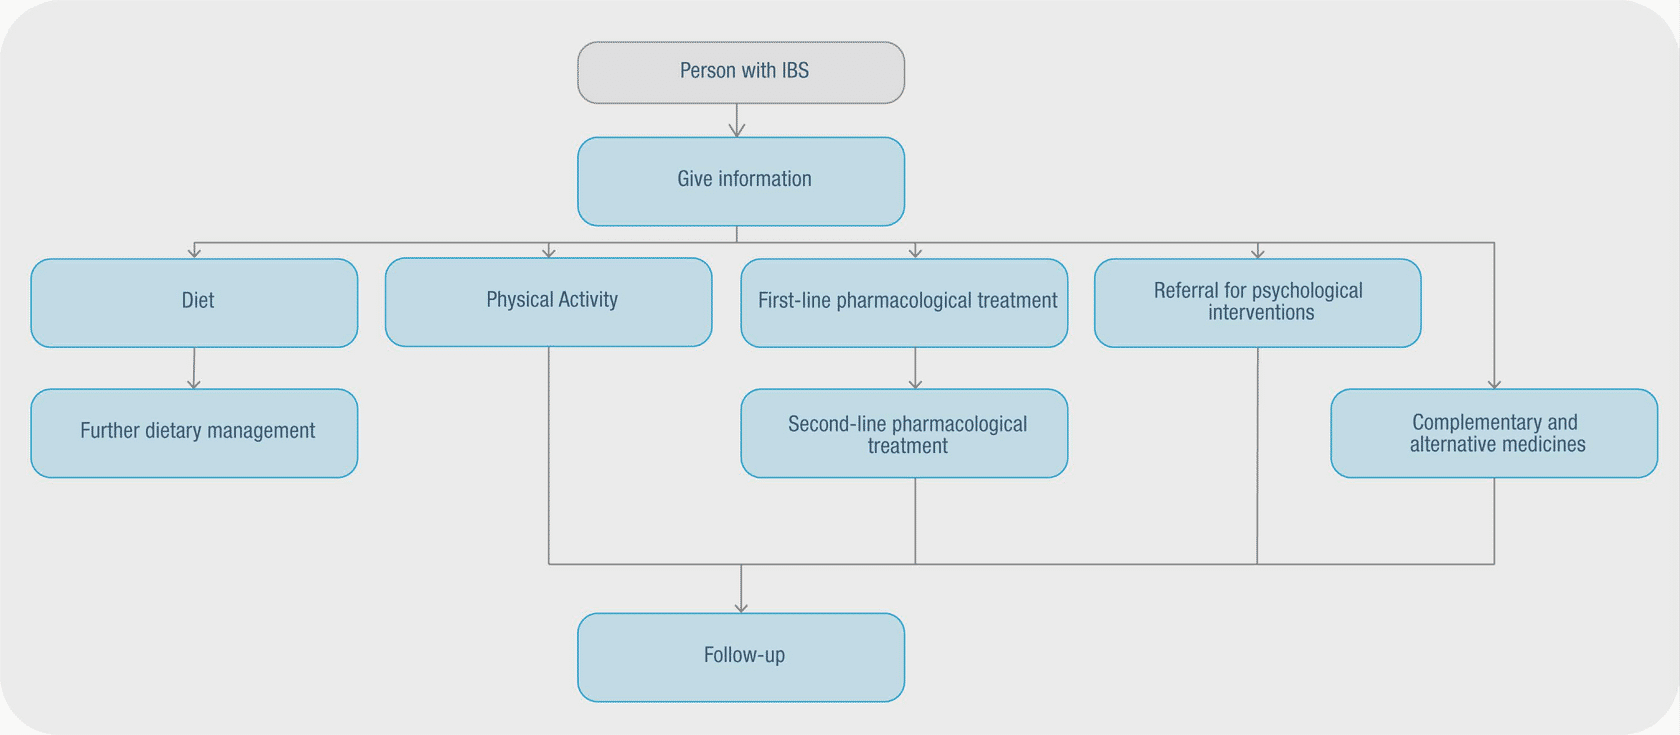 Person with IBS
Give information
Diet
Physical Activity
First-line pharmacological treatment
Referral for psychological
interventions
Further dietary management
Second-line pharmacological
treatment
Complementary and
alternative medicines
Follow-up